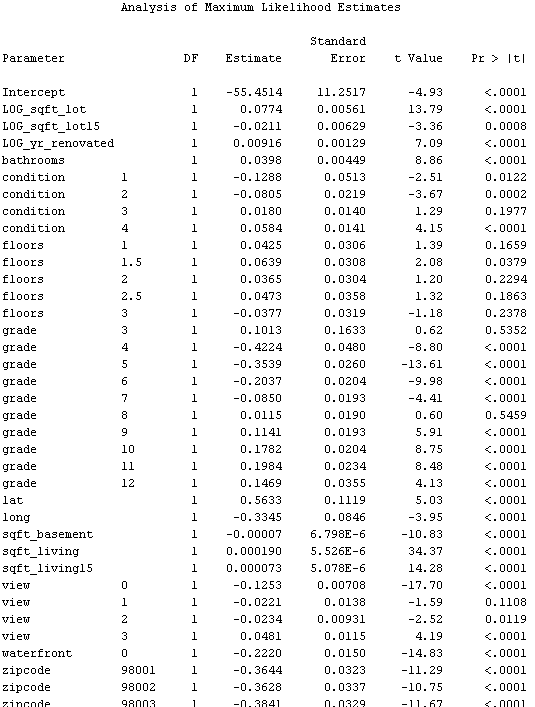 Analysis of Maximum Likelihood Estimates
Standard
Parameter DF Estimate Error t Value Pr > |t|
Intercept 1 -55.4514 11.2517 -4.93 <.0001
LOG_sqft_lot 1 0.0774 0.00561 13.79 <.0001
LOG_sqft_lot15 1 -0.0211 0.00629 -3.36 0.0008
LOG_yr_renovated 1 0.00916 0.00129 7.09 <.0001
bathrooms 1 0.0398 0.00449 8.86 <.0001
condition 1 1 -0.1288 0.0513 -2.51 0.0122
condition 2 1 -0.0805 0.0219 -3.67 0.0002
condition 3 1 0.0180 0.0140 1.29 0.1977
condition 4 1 0.0584 0.0141 4.15 <.0001
floors 1 1 0.0425 0.0306 1.39 0.1659
floors 1.5 1 0.0639 0.0308 2.08 0.0379
floors 2 1 0.0365 0.0304 1.20 0.2294
floors 2.5 1 0.0473 0.0358 1.32 0.1863
floors 3 1 -0.0377 0.0319 -1.18 0.2378
grade 3 1 0.1013 0.1633 0.62 0.5352
grade 4 1 -0.4224 0.0480 -8.80 <.0001
grade 5 1 -0.3539 0.0260 -13.61 <.0001
grade 6 1 -0.2037 0.0204 -9.98 <.0001
grade 7 1 -0.0850 0.0193 -4.41 <.0001
grade 8 1 0.0115 0.0190 0.60 0.5459
grade 9 1 0.1141 0.0193 5.91 <.0001
grade 10 1 0.1782 0.0204 8.75 <.0001
grade 11 1 0.1984 0.0234 8.48 <.0001
grade 12 1 0.1469 0.0355 4.13 <.0001
lat 1 0.5633 0.1119 5.03 <.0001
long 1 -0.3345 0.0846 -3.95 <.0001
sqft_basement 1 -0.00007 6.798E-6 -10.83 <.0001
sqft_living 1 0.000190 5.526E-6 34.37 <.0001
sqft_living15 1 0.000073 5.078E-6 14.28 <.0001
view 0 1 -0.1253 0.00708 -17.70 <.0001
view 1 1 -0.0221 0.0138 -1.59 0.1108
view 2 1 -0.0234 0.00931 -2.52 0.0119
view 3 1 0.0481 0.0115 4.19 <.0001
waterfront 0 1 -0.2220 0.0150 -14.83 <.0001
zipcode 98001 1 -0.3644 0.0323 -11.29 <.0001
zipcode 98002 1 -0.3628 0.0337 -10.75 <.0001
zipcode 98003 1 -0.3841 0.0329 -11.67 <.0001